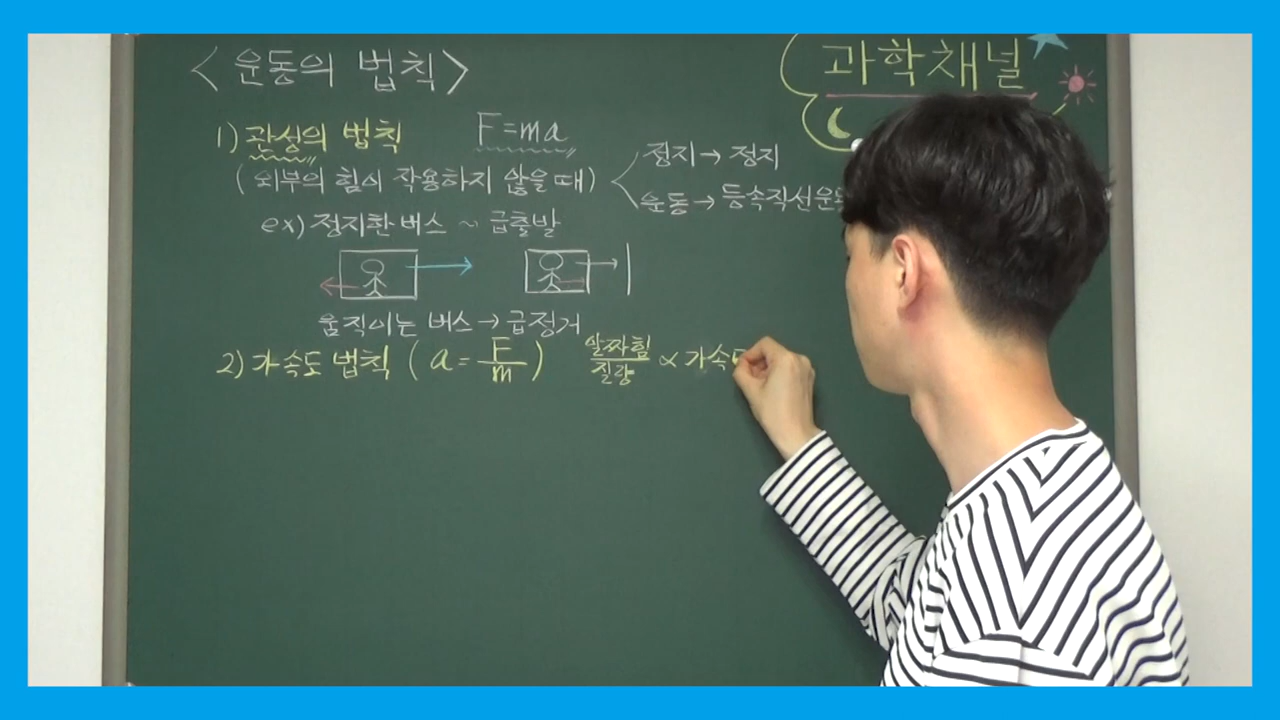 <운동의 법칙>
과학채널
1) 관성의 법칙 F=ma
(외부의 힘이 작용하지 않을 때) 정지→정지
운동→등속직선운
ex) 정지한 버스 ~ 급출발
움직이는 버스→급정거
2) 가속도 법칙 (a = F/m) 알짜힘/질량 ∝ 가속